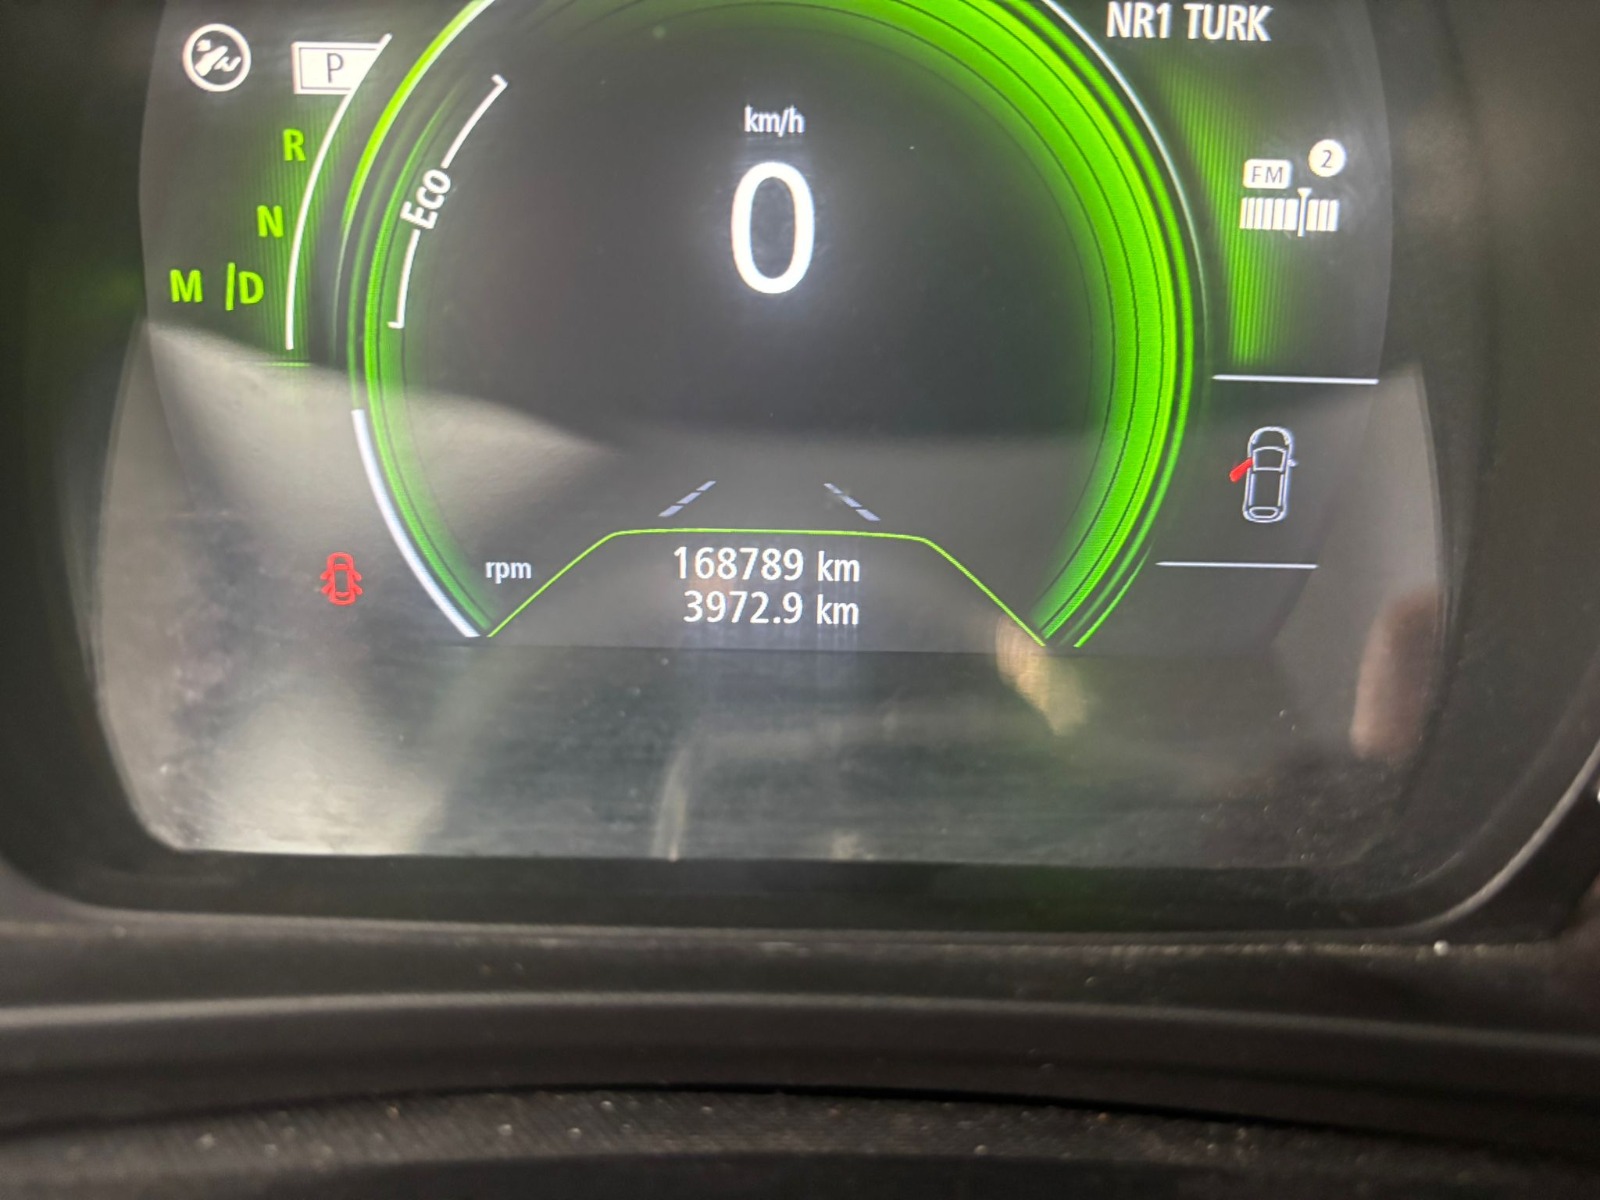 NR1 TURK
P
R
N
M /D
Eco
km/h
0
FM 2
rpm
168789 km
3972.9 km